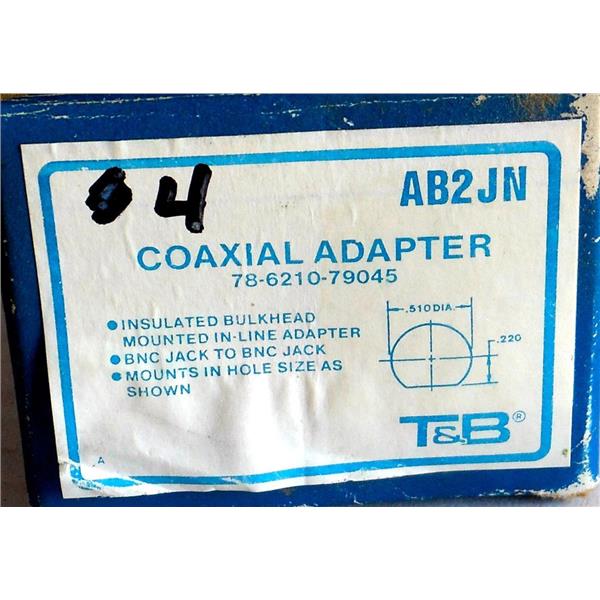 4
AB2JN
COAXIAL ADAPTER
78-6210-79045
• INSULATED BULKHEAD
MOUNTED IN-LINE ADAPTER
• BNC JACK TO BNC JACK
• MOUNTS IN HOLE SIZE AS
SHOWN
.510 DIA.
.220
T&B®
A